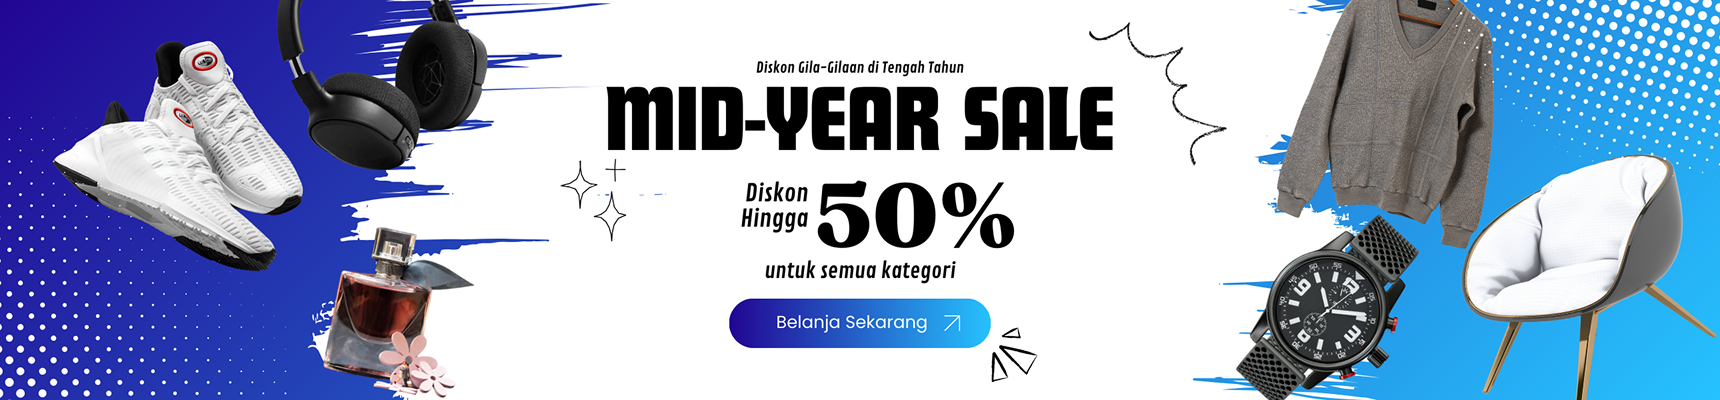 Diskon Gila-Gilaan di Tengah Tahun
MID-YEAR SALE
Diskon
Hingga
50%
untuk semua kategori
Belanja Sekarang